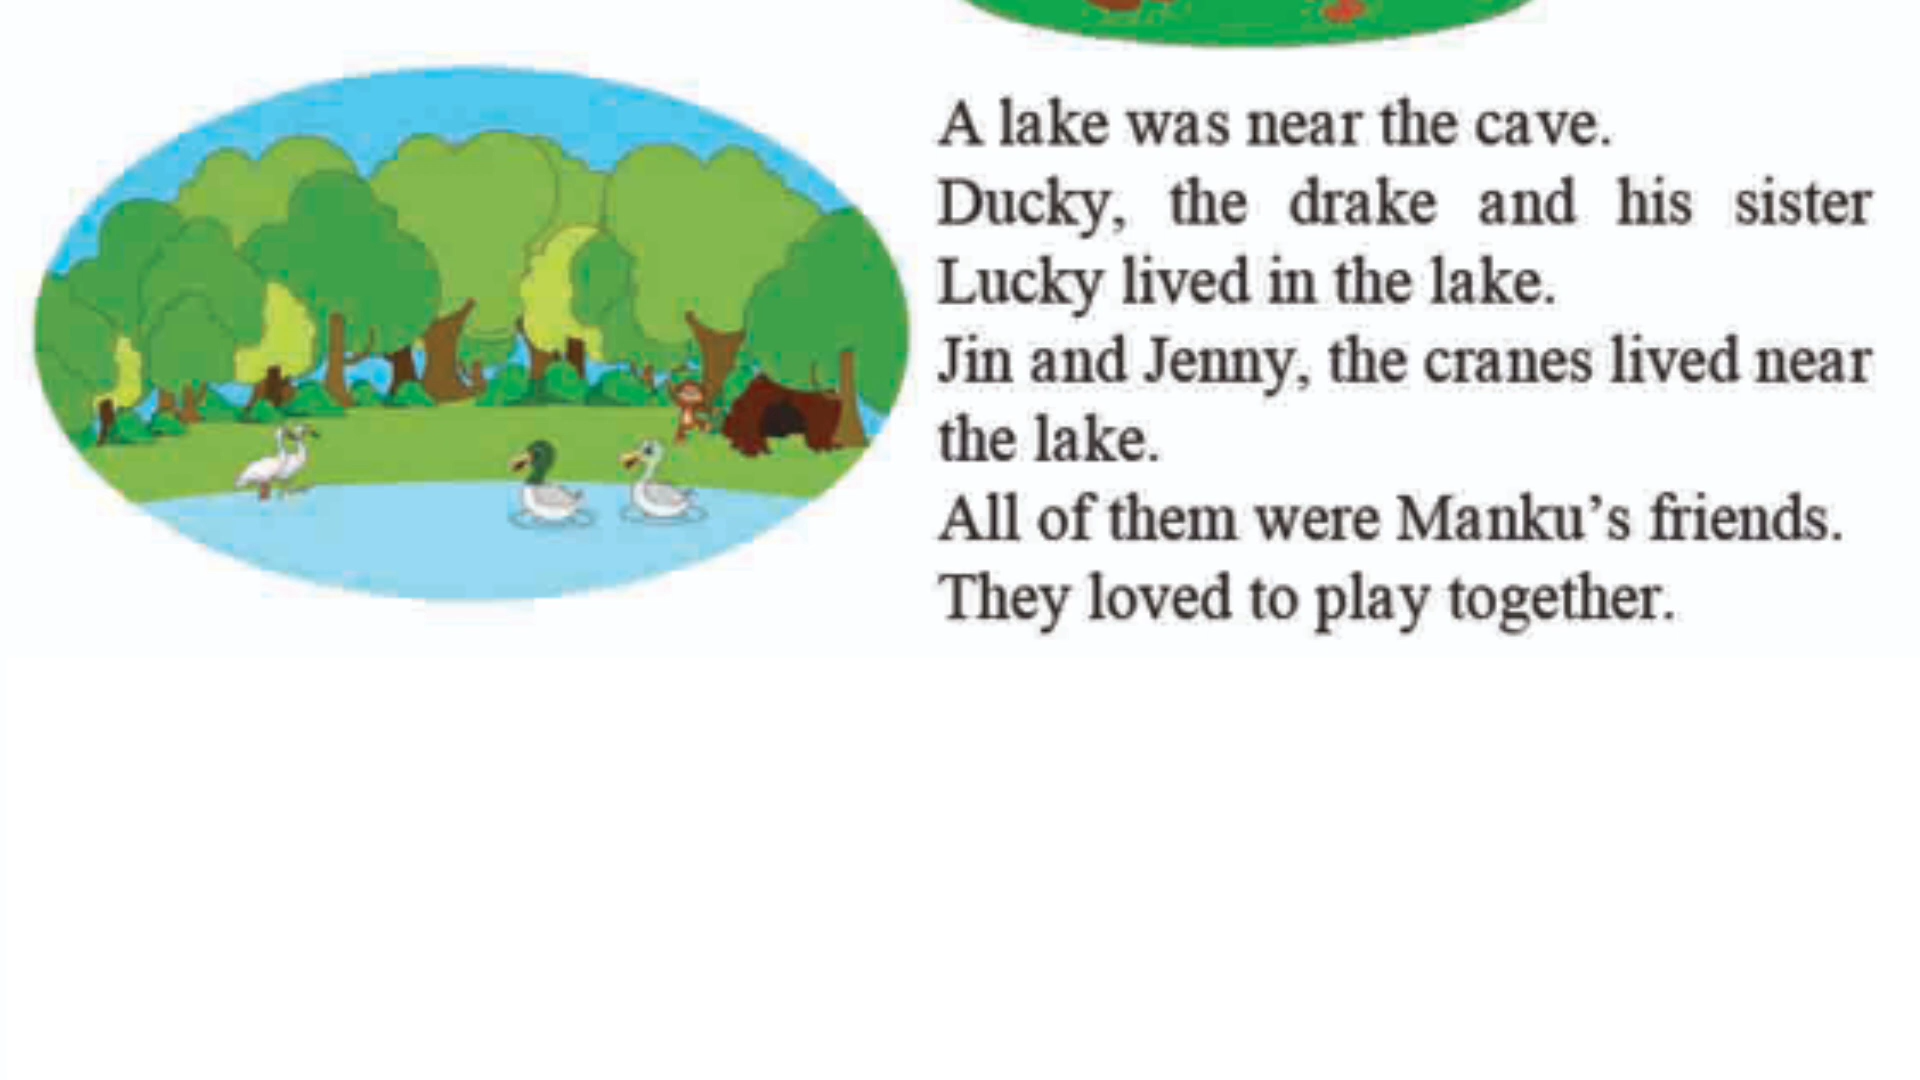 A lake was near the cave.
Ducky, the drake and his sister
Lucky lived in the lake.
Jin and Jenny, the cranes lived near
the lake.
All of them were Manku’s friends.
They loved to play together.